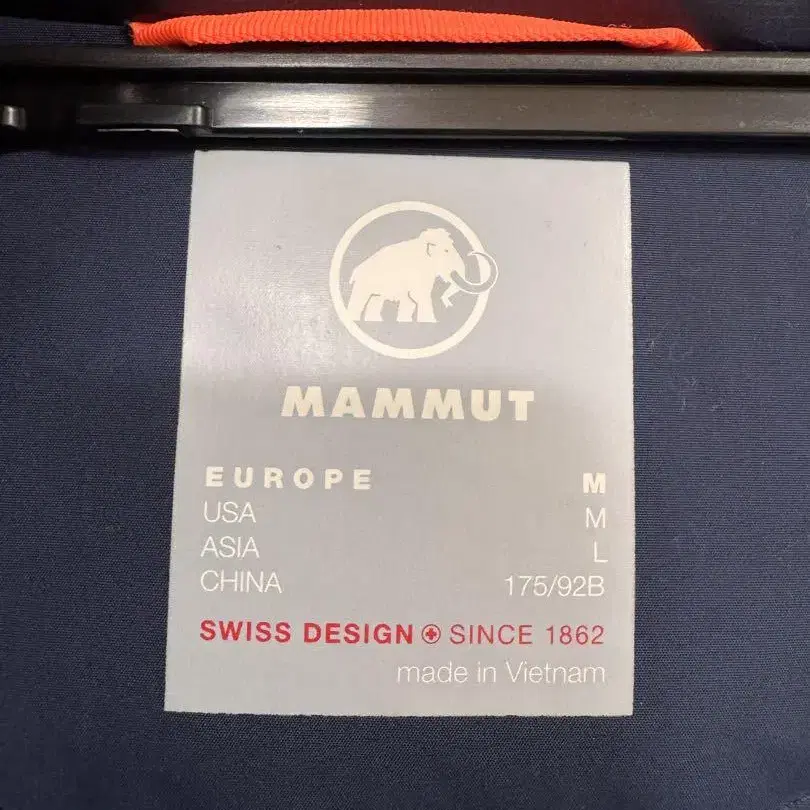 MAMMUT
EUROPE M
USA M
ASIA L
CHINA 175/92B
SWISS DESIGN SINCE 1862
made in Vietnam